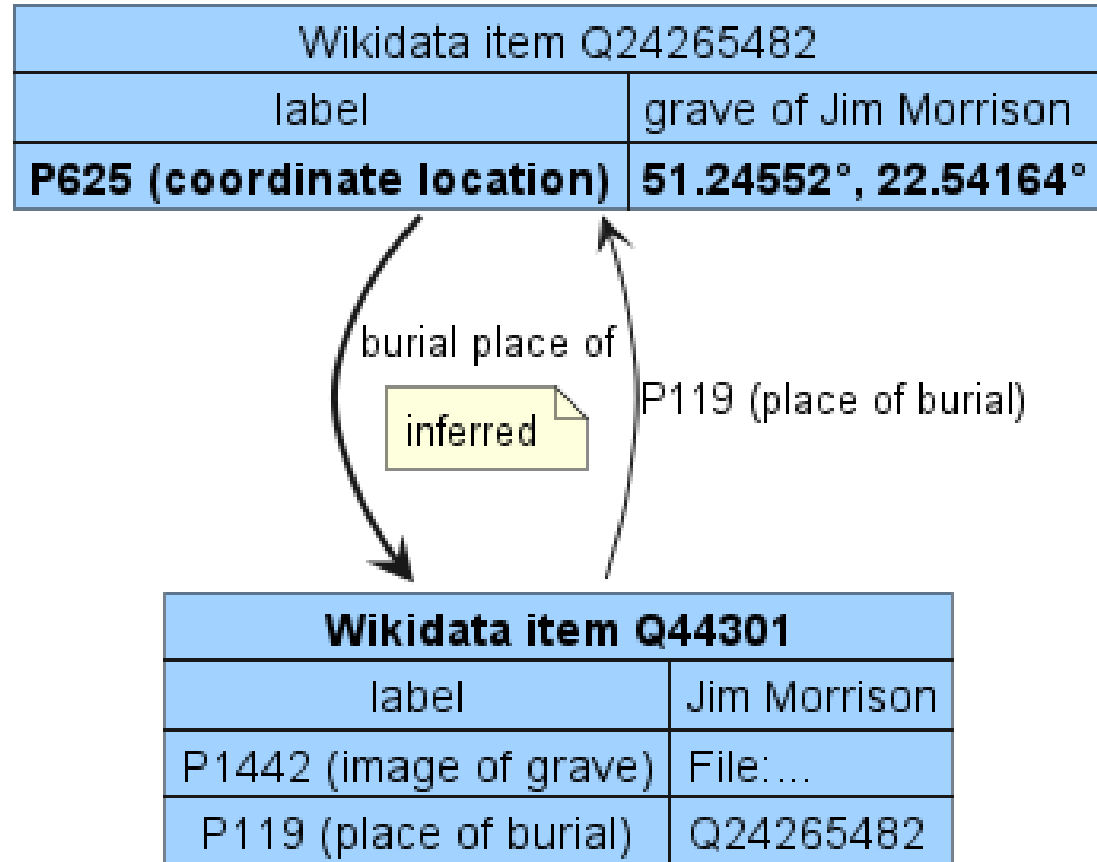 Wikidata item Q24265482
label grave of Jim Morrison
P625 (coordinate location) 51.24552°, 22.54164°
burial place of
inferred
P119 (place of burial)
Wikidata item Q44301
label Jim Morrison
P1442 (image of grave) File:...
P119 (place of burial) Q24265482